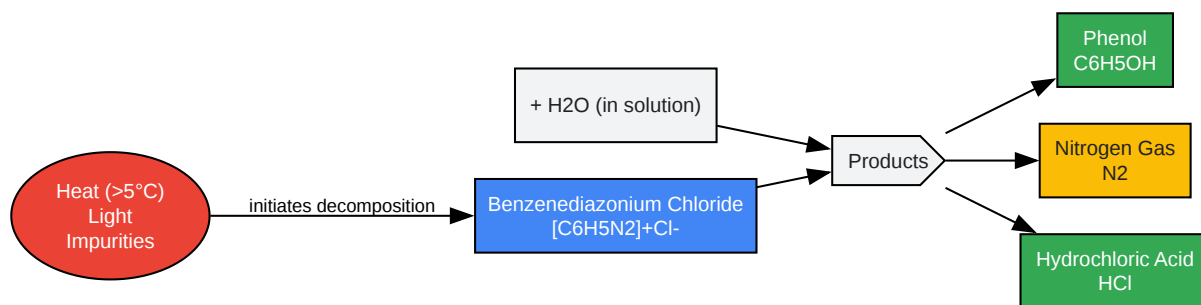 Heat (>5°C)
Light
Impurities
initiates decomposition
+ H2O (in solution)
Benzenediazonium Chloride
[C6H5N2]+Cl-
Products
Phenol
C6H5OH
Nitrogen Gas
N2
Hydrochloric Acid
HCl